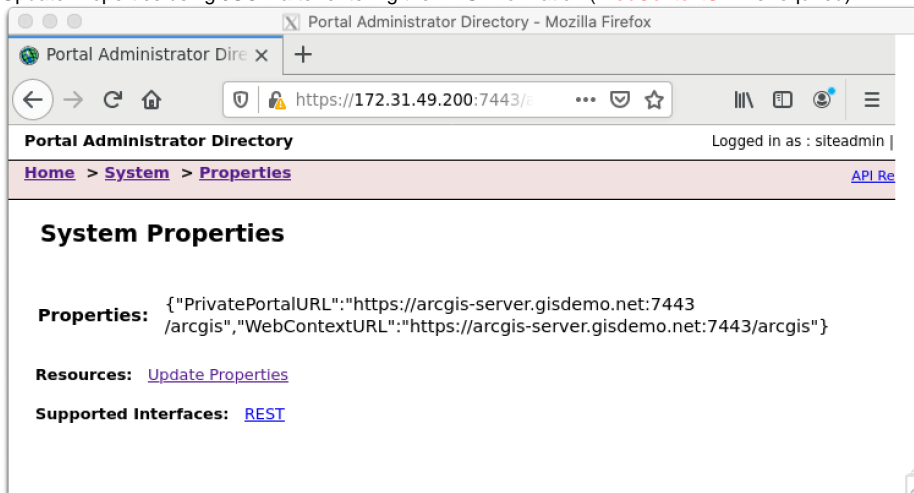 Portal Administrator Directory - Mozilla Firefox
Portal Administrator Dire
https://172.31.49.200:7443/a
Portal Administrator Directory
Logged in as : siteadmin |
Home > System > Properties
API Re
System Properties
Properties: {"PrivatePortalURL":"https://arcgis-server.gisdemo.net:7443
/arcgis","WebContextURL":"https://arcgis-server.gisdemo.net:7443/arcgis"}
Resources: Update Properties
Supported Interfaces: REST